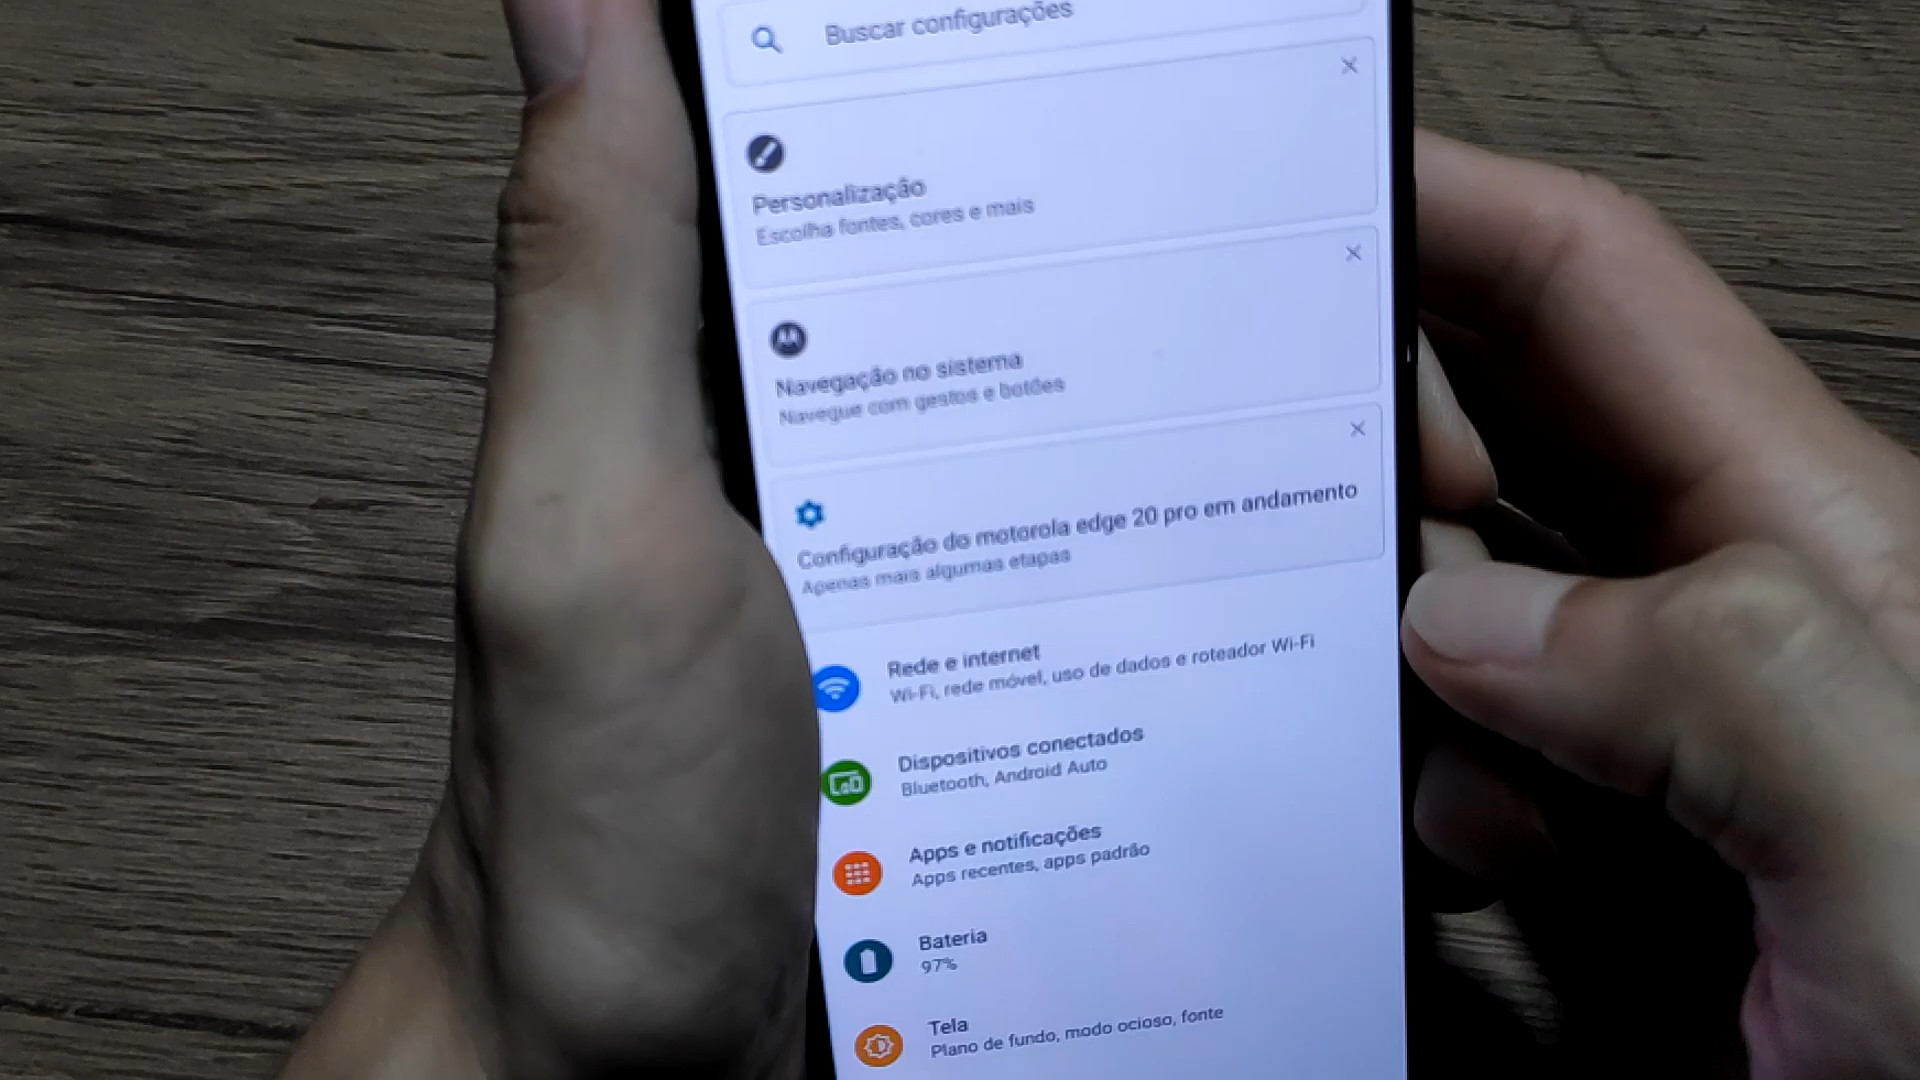 Buscar configurações
Personalização
Escolha fontes, cores e mais
Navegação no sistema
Navegue com gestos e botões
Configuração do motorola edge 20 pro em andamento
Apenas mais algumas etapas
Rede e internet
Wi-Fi, rede móvel, uso de dados e roteador Wi-Fi
Dispositivos conectados
Bluetooth, Android Auto
Apps e notificações
Apps recentes, apps padrão
Bateria
97%
Tela
Plano de fundo, modo ocioso, fonte